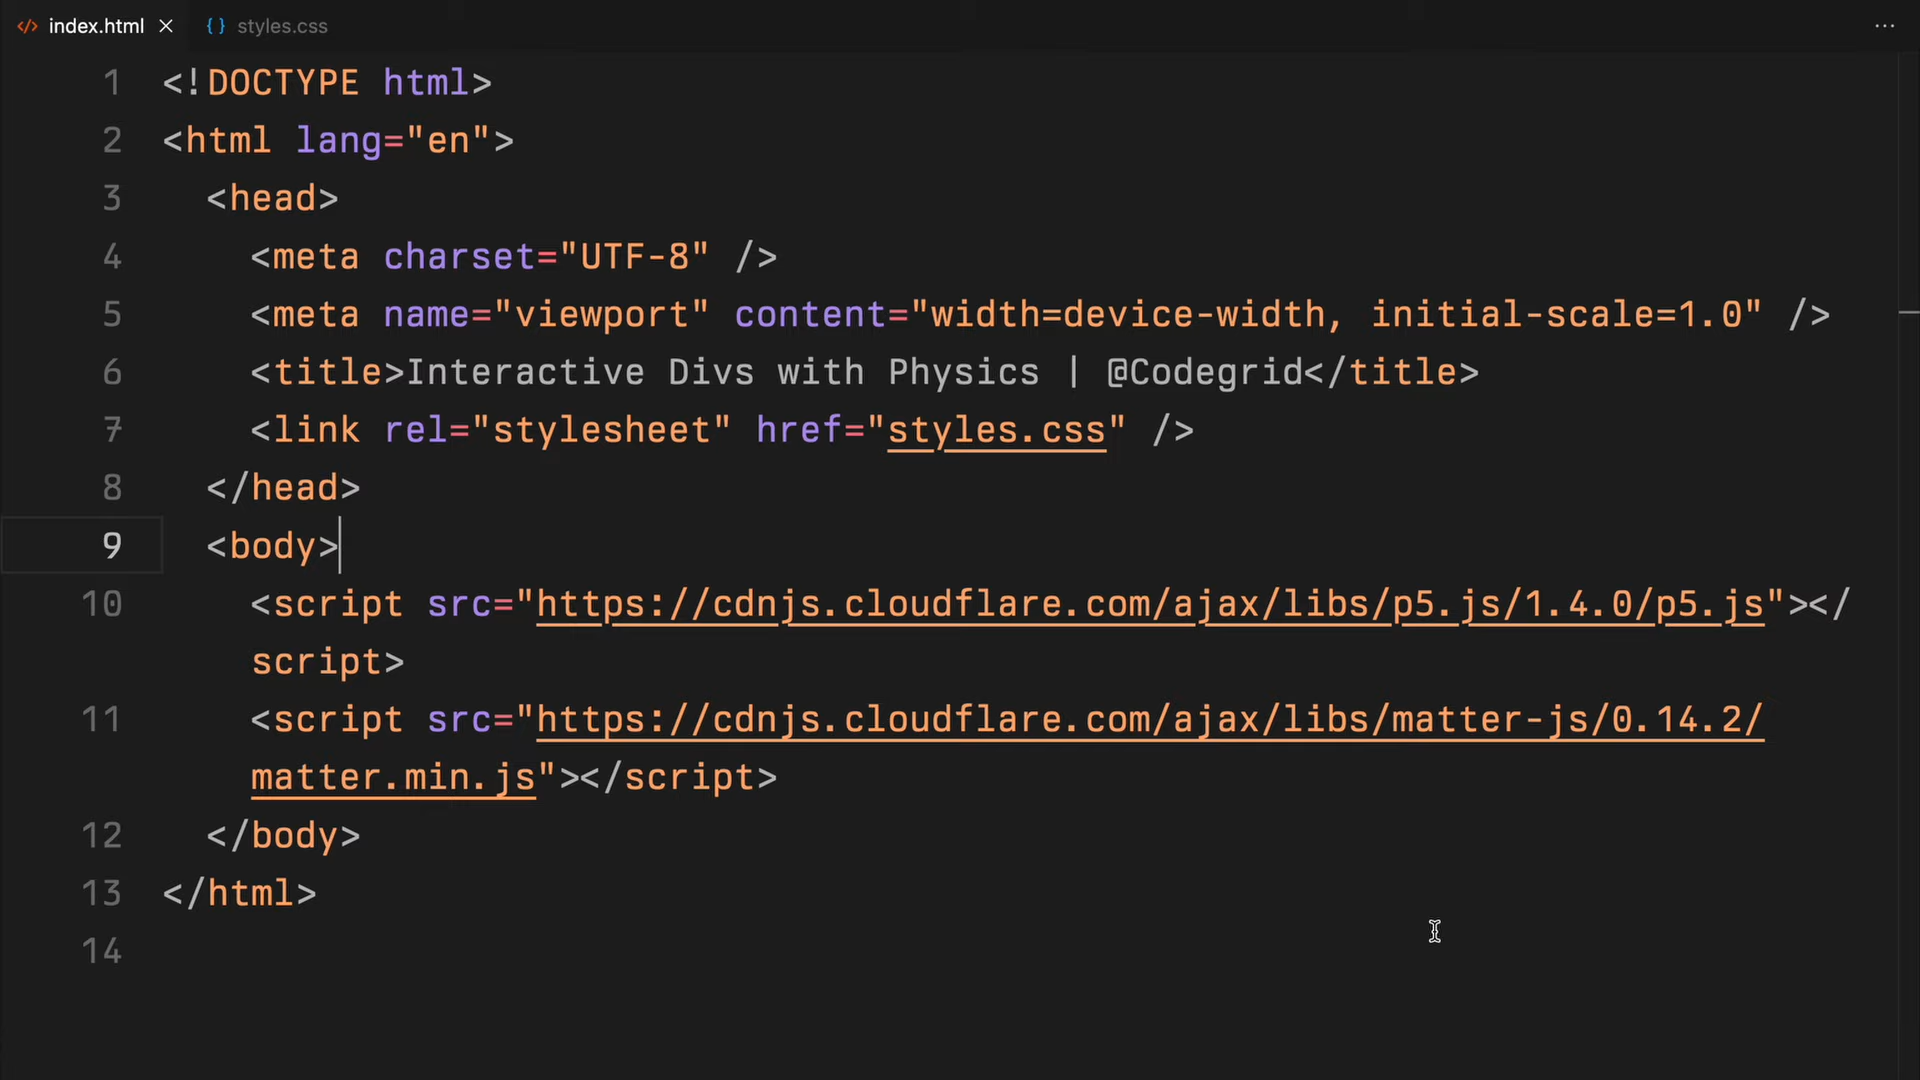 index.html styles.css
1 <!DOCTYPE html>
2 <html lang="en">
3 <head>
4 <meta charset="UTF-8" />
5 <meta name="viewport" content="width=device-width, initial-scale=1.0" />
6 <title>Interactive Divs with Physics | @Codegrid</title>
7 <link rel="stylesheet" href="styles.css" />
8 </head>
9 <body>
10 <script src="https://cdnjs.cloudflare.com/ajax/libs/p5.js/1.4.0/p5.js"></
script>
11 <script src="https://cdnjs.cloudflare.com/ajax/libs/matter-js/0.14.2/
matter.min.js"></script>
12 </body>
13 </html>
14